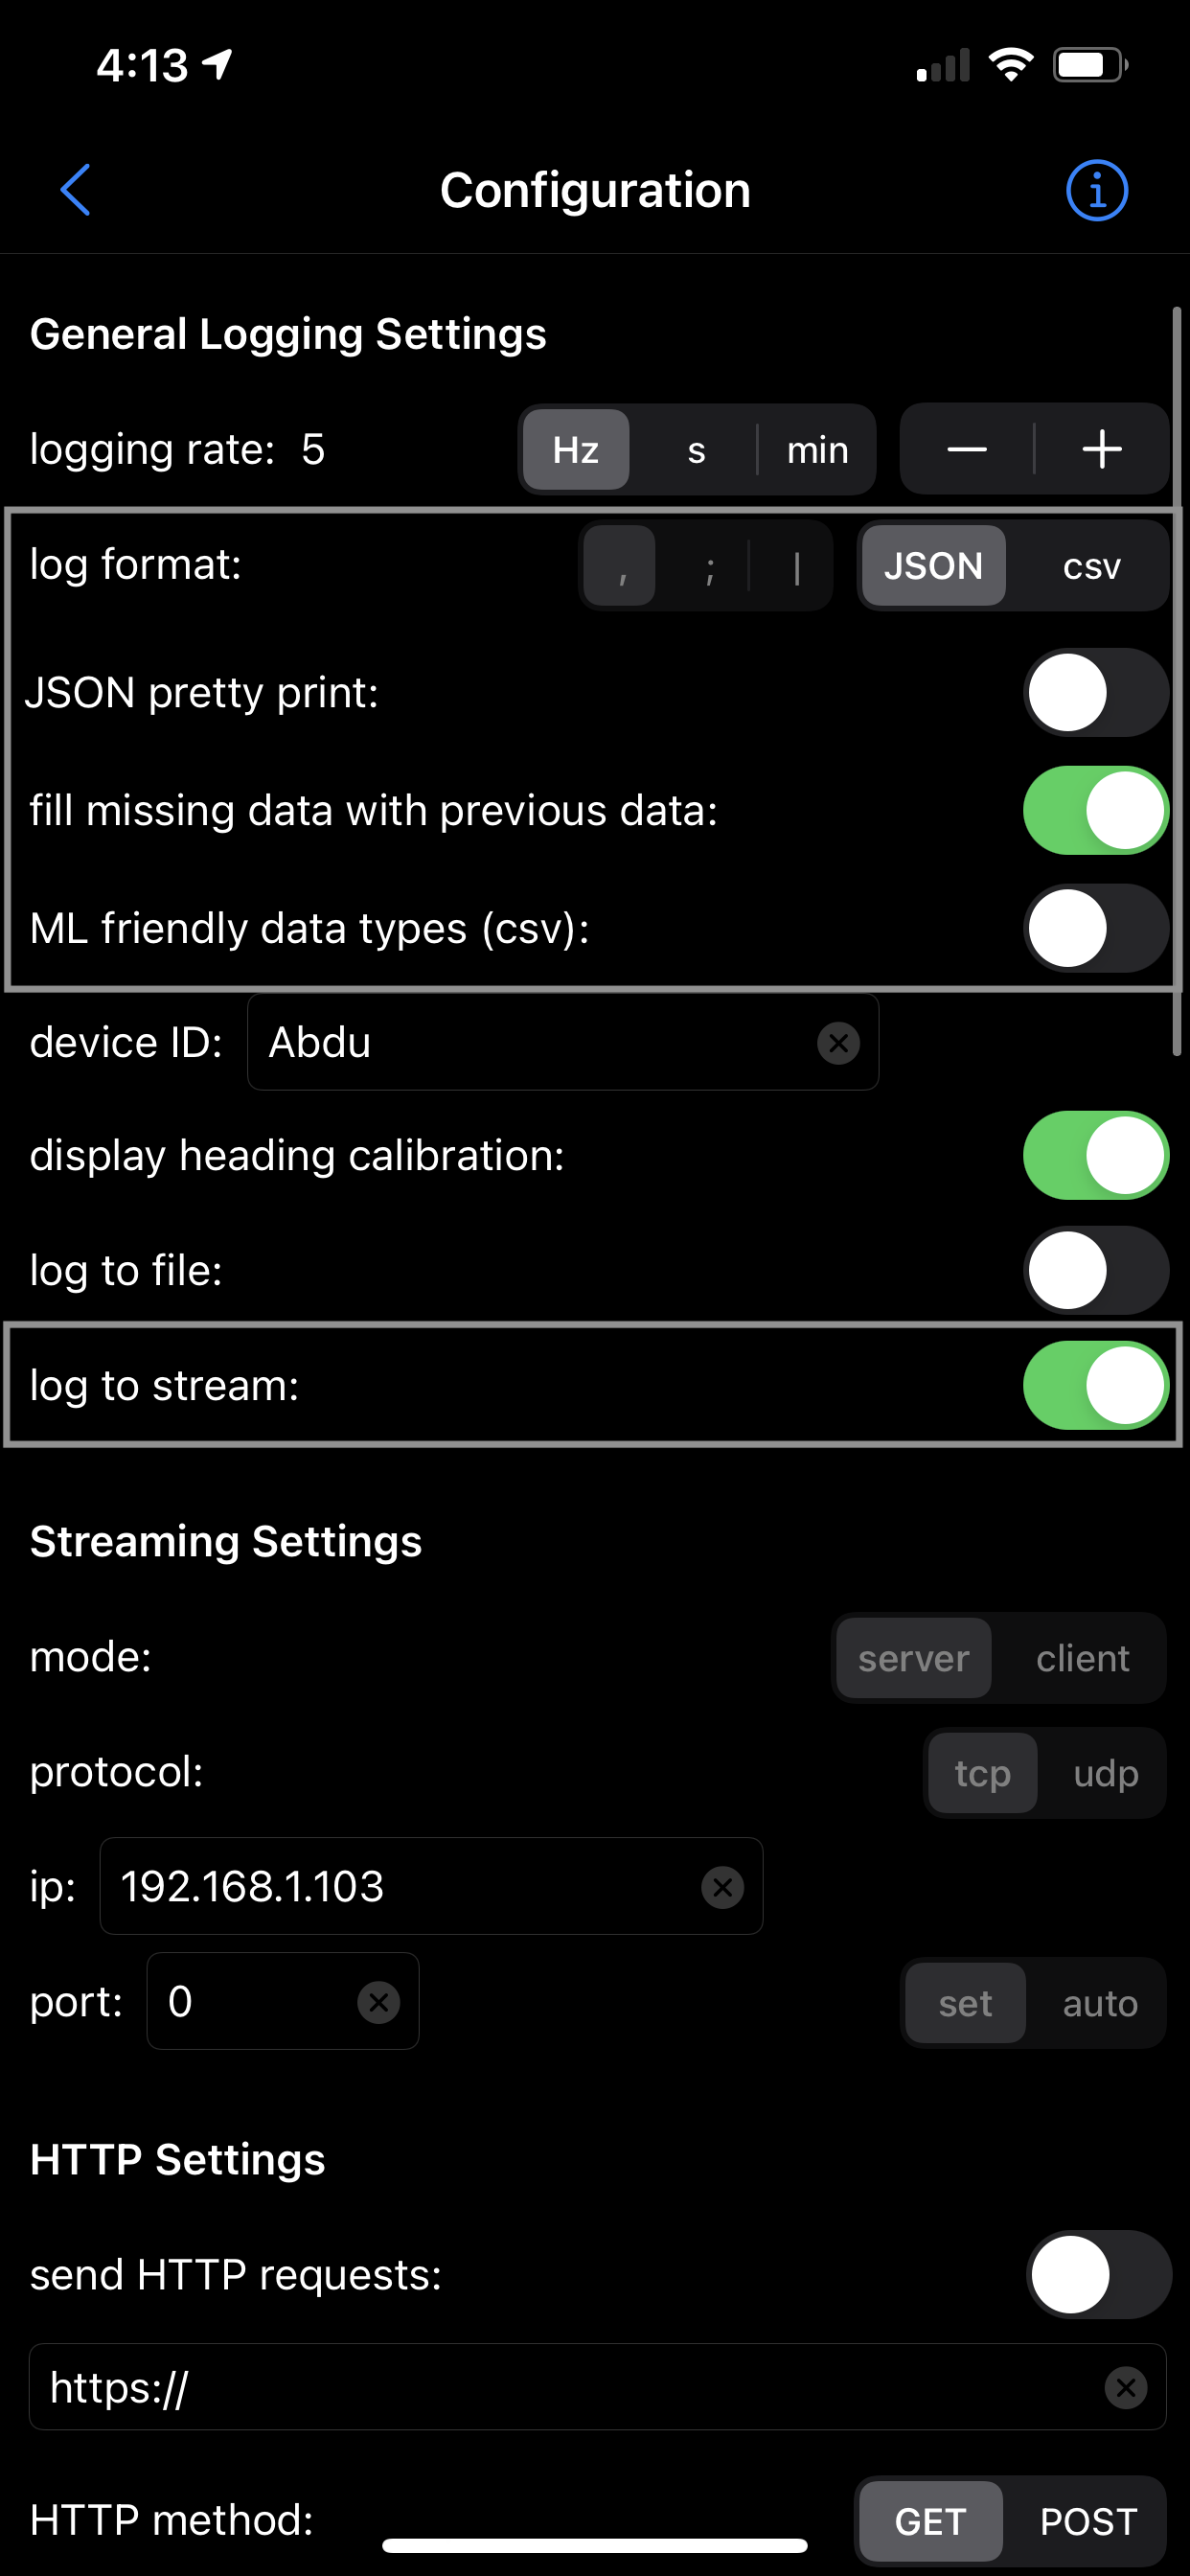 4:13
Configuration
General Logging Settings
logging rate: 5 Hz s min − +
log format: , ; | JSON csv
JSON pretty print:
fill missing data with previous data:
ML friendly data types (csv):
device ID: Abdu
display heading calibration:
log to file:
log to stream:
Streaming Settings
mode: server client
protocol: tcp udp
ip: 192.168.1.103
port: 0 set auto
HTTP Settings
send HTTP requests:
https://
HTTP method: GET POST